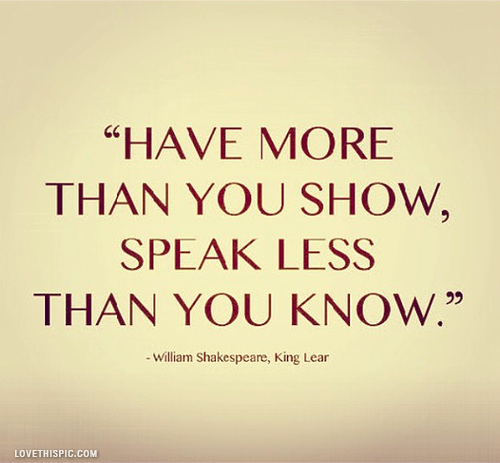 “HAVE MORE
THAN YOU SHOW,
SPEAK LESS
THAN YOU KNOW.”
- William Shakespeare, King Lear
LOVETHISPIC.COM